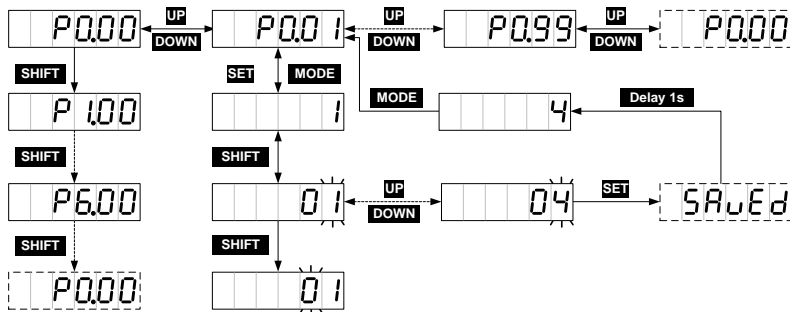 P0.00 UP DOWN P0.01 UP DOWN P0.99 UP DOWN P0.00
SHIFT SET MODE
P1.00 1 MODE 4 Delay 1s
SHIFT SHIFT
P6.00 01 UP DOWN 04 SET SAvEd
SHIFT SHIFT
P0.00 01